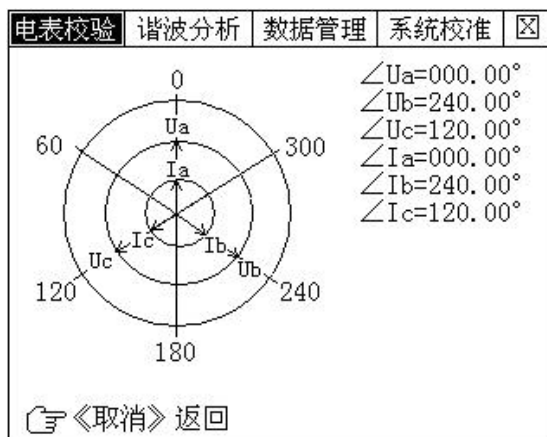 电表校验 谐波分析 数据管理 系统校准 X
0
Ua
60
300
Ia
Ic
Ib
Uc
Ub
120
240
180
∠Ua=000.00°
∠Ub=240.00°
∠Uc=120.00°
∠Ia=000.00°
∠Ib=240.00°
∠Ic=120.00°
《取消》返回